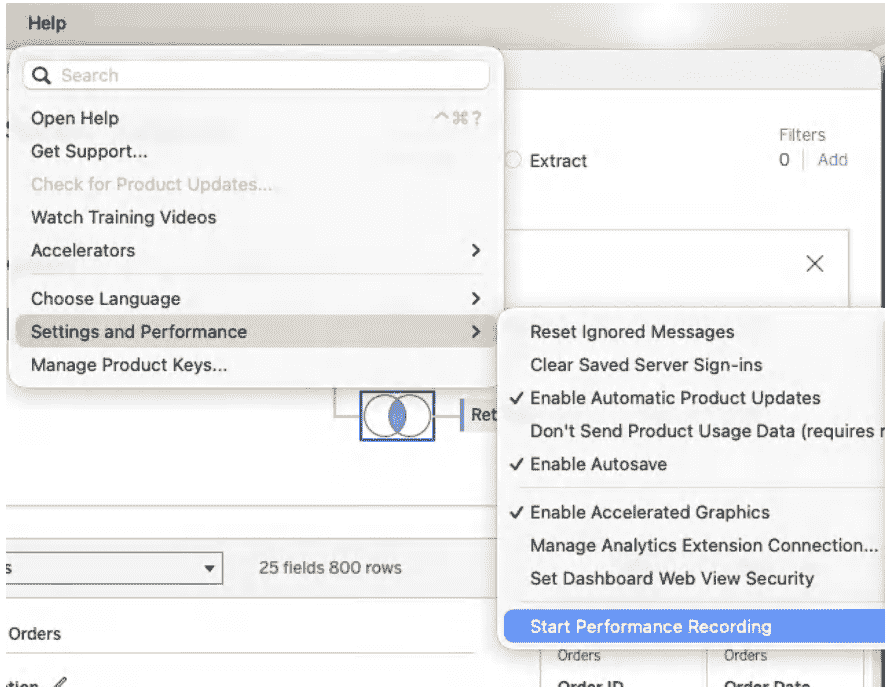 Help
Search
Open Help ^⌘?
Get Support...
Check for Product Updates...
Watch Training Videos
Accelerators
Choose Language
Settings and Performance
Manage Product Keys...
Extract
Filters
0 Add
Reset Ignored Messages
Clear Saved Server Sign-ins
Enable Automatic Product Updates
Don't Send Product Usage Data (requires
Enable Autosave
Enable Accelerated Graphics
Manage Analytics Extension Connection...
Set Dashboard Web View Security
Start Performance Recording
Ret
25 fields 800 rows
Orders
Orders Orders
Order ID Order Date